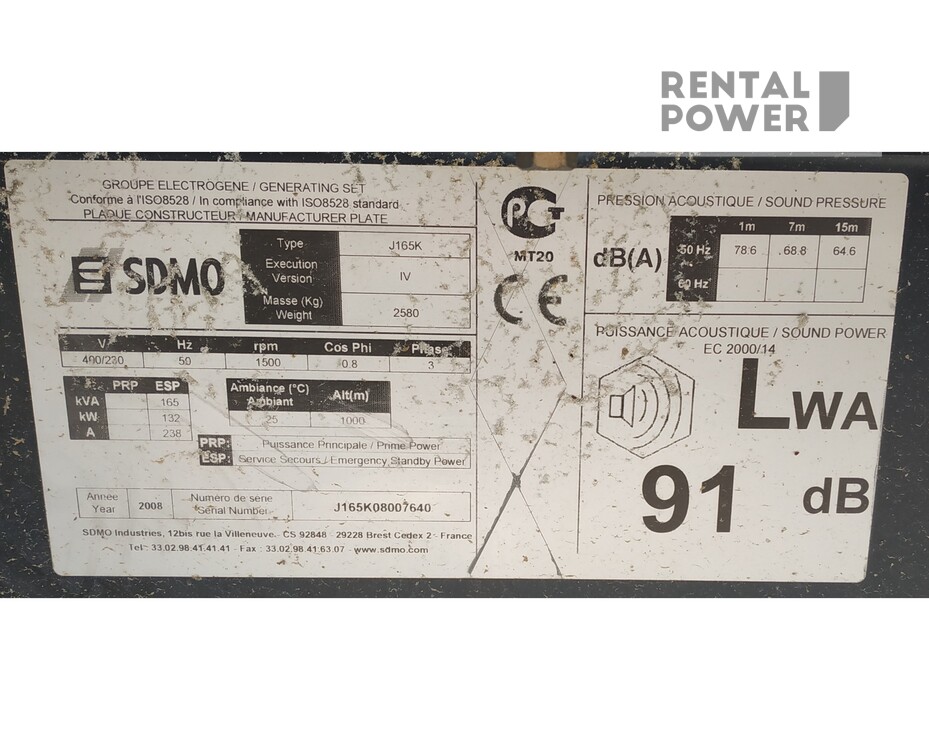 RENTAL
POWER
GROUPE ELECTROGENE / GENERATING SET
Conforme à l'ISO8528 / In compliance with ISO8528 standard
PLAQUE CONSTRUCTEUR / MANUFACTURER PLATE
SDMO
Type J165K
Execution
Version IV
Masse (Kg)
Weight 2580
V Hz rpm Cos Phi Phase
400/230 50 1500 0.8 3
PRP ESP
kVA 165
kW 132
A 238
Ambiance (°C)
Ambiant Alt(m)
25 1000
PRP: Puissance Principale / Prime Power
ESP: Service Secours / Emergency Standby Power
Annee
Year 2008
Numero de serie
Serial Number J165K08007640
SDMO Industries, 12bis rue la Villeneuve - CS 92848 - 29228 Brest Cedex 2 - France
Tel : 33.02.98.41.41.41 - Fax : 33.02.98.41.63.07 - www.sdmo.com
РСТ
MT20
CE
PRESSION ACOUSTIQUE / SOUND PRESSURE
1m 7m 15m
dB(A) 50 Hz 78.6 68.8 64.6
60 Hz
PUISSANCE ACOUSTIQUE / SOUND POWER
EC 2000/14
LWA
91 dB